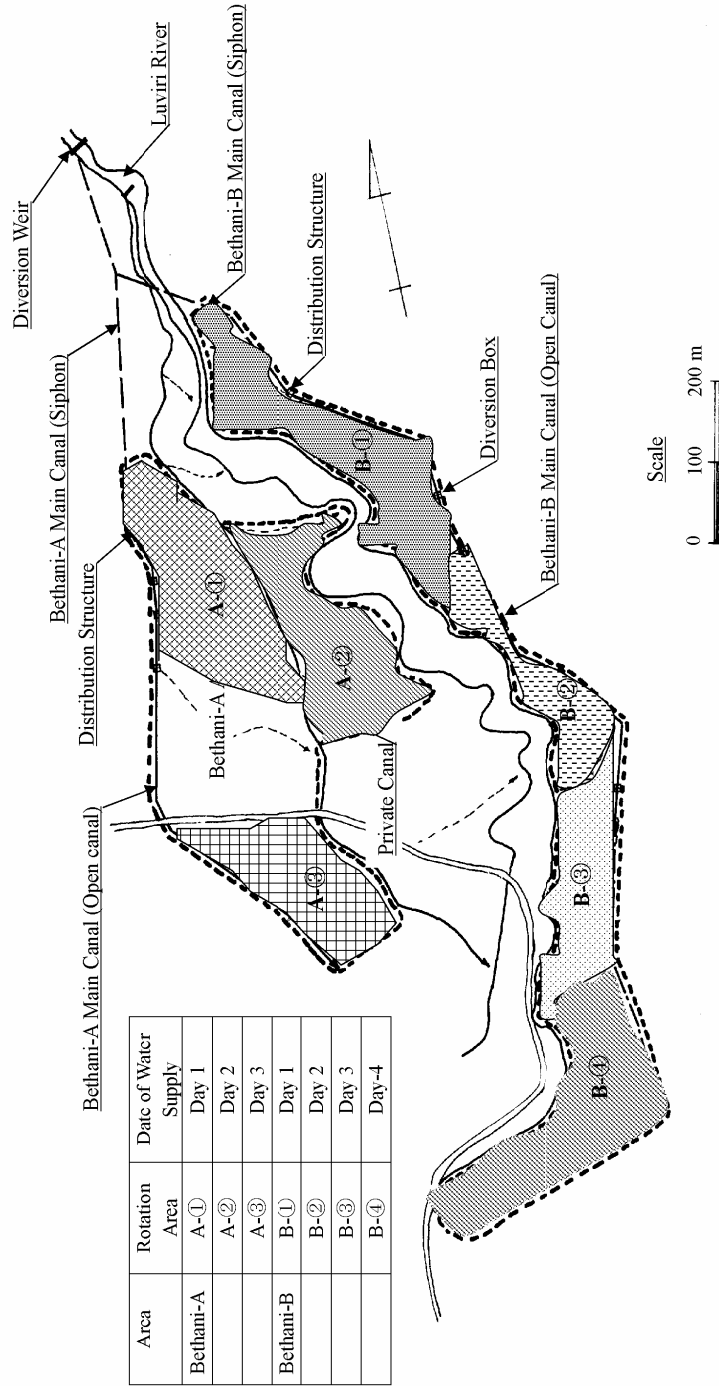 Diversion Weir
Luviri River
Bethani-B Main Canal (Siphon)
Bethani-A Main Canal (Siphon)
Distribution Structure
Distribution Structure
Bethani-A Main Canal (Open canal)
Bethani-A
Private Canal
Diversion Box
Bethani-B Main Canal (Open Canal)
A-①
A-②
A-③
B-①
B-②
B-③
B-④
Scale
0 100 200 m
Area Rotation Area Date of Water Supply
Bethani-A A-① Day 1
A-② Day 2
A-③ Day 3
Bethani-B B-① Day 1
B-② Day 2
B-③ Day 3
B-④ Day-4